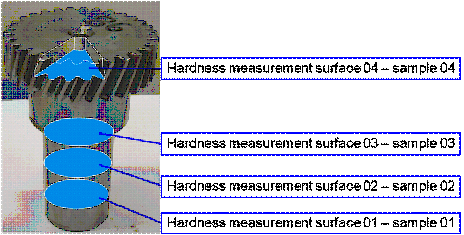 Hardness measurement surface 04 – sample 04
Hardness measurement surface 03 – sample 03
Hardness measurement surface 02 – sample 02
Hardness measurement surface 01 – sample 01